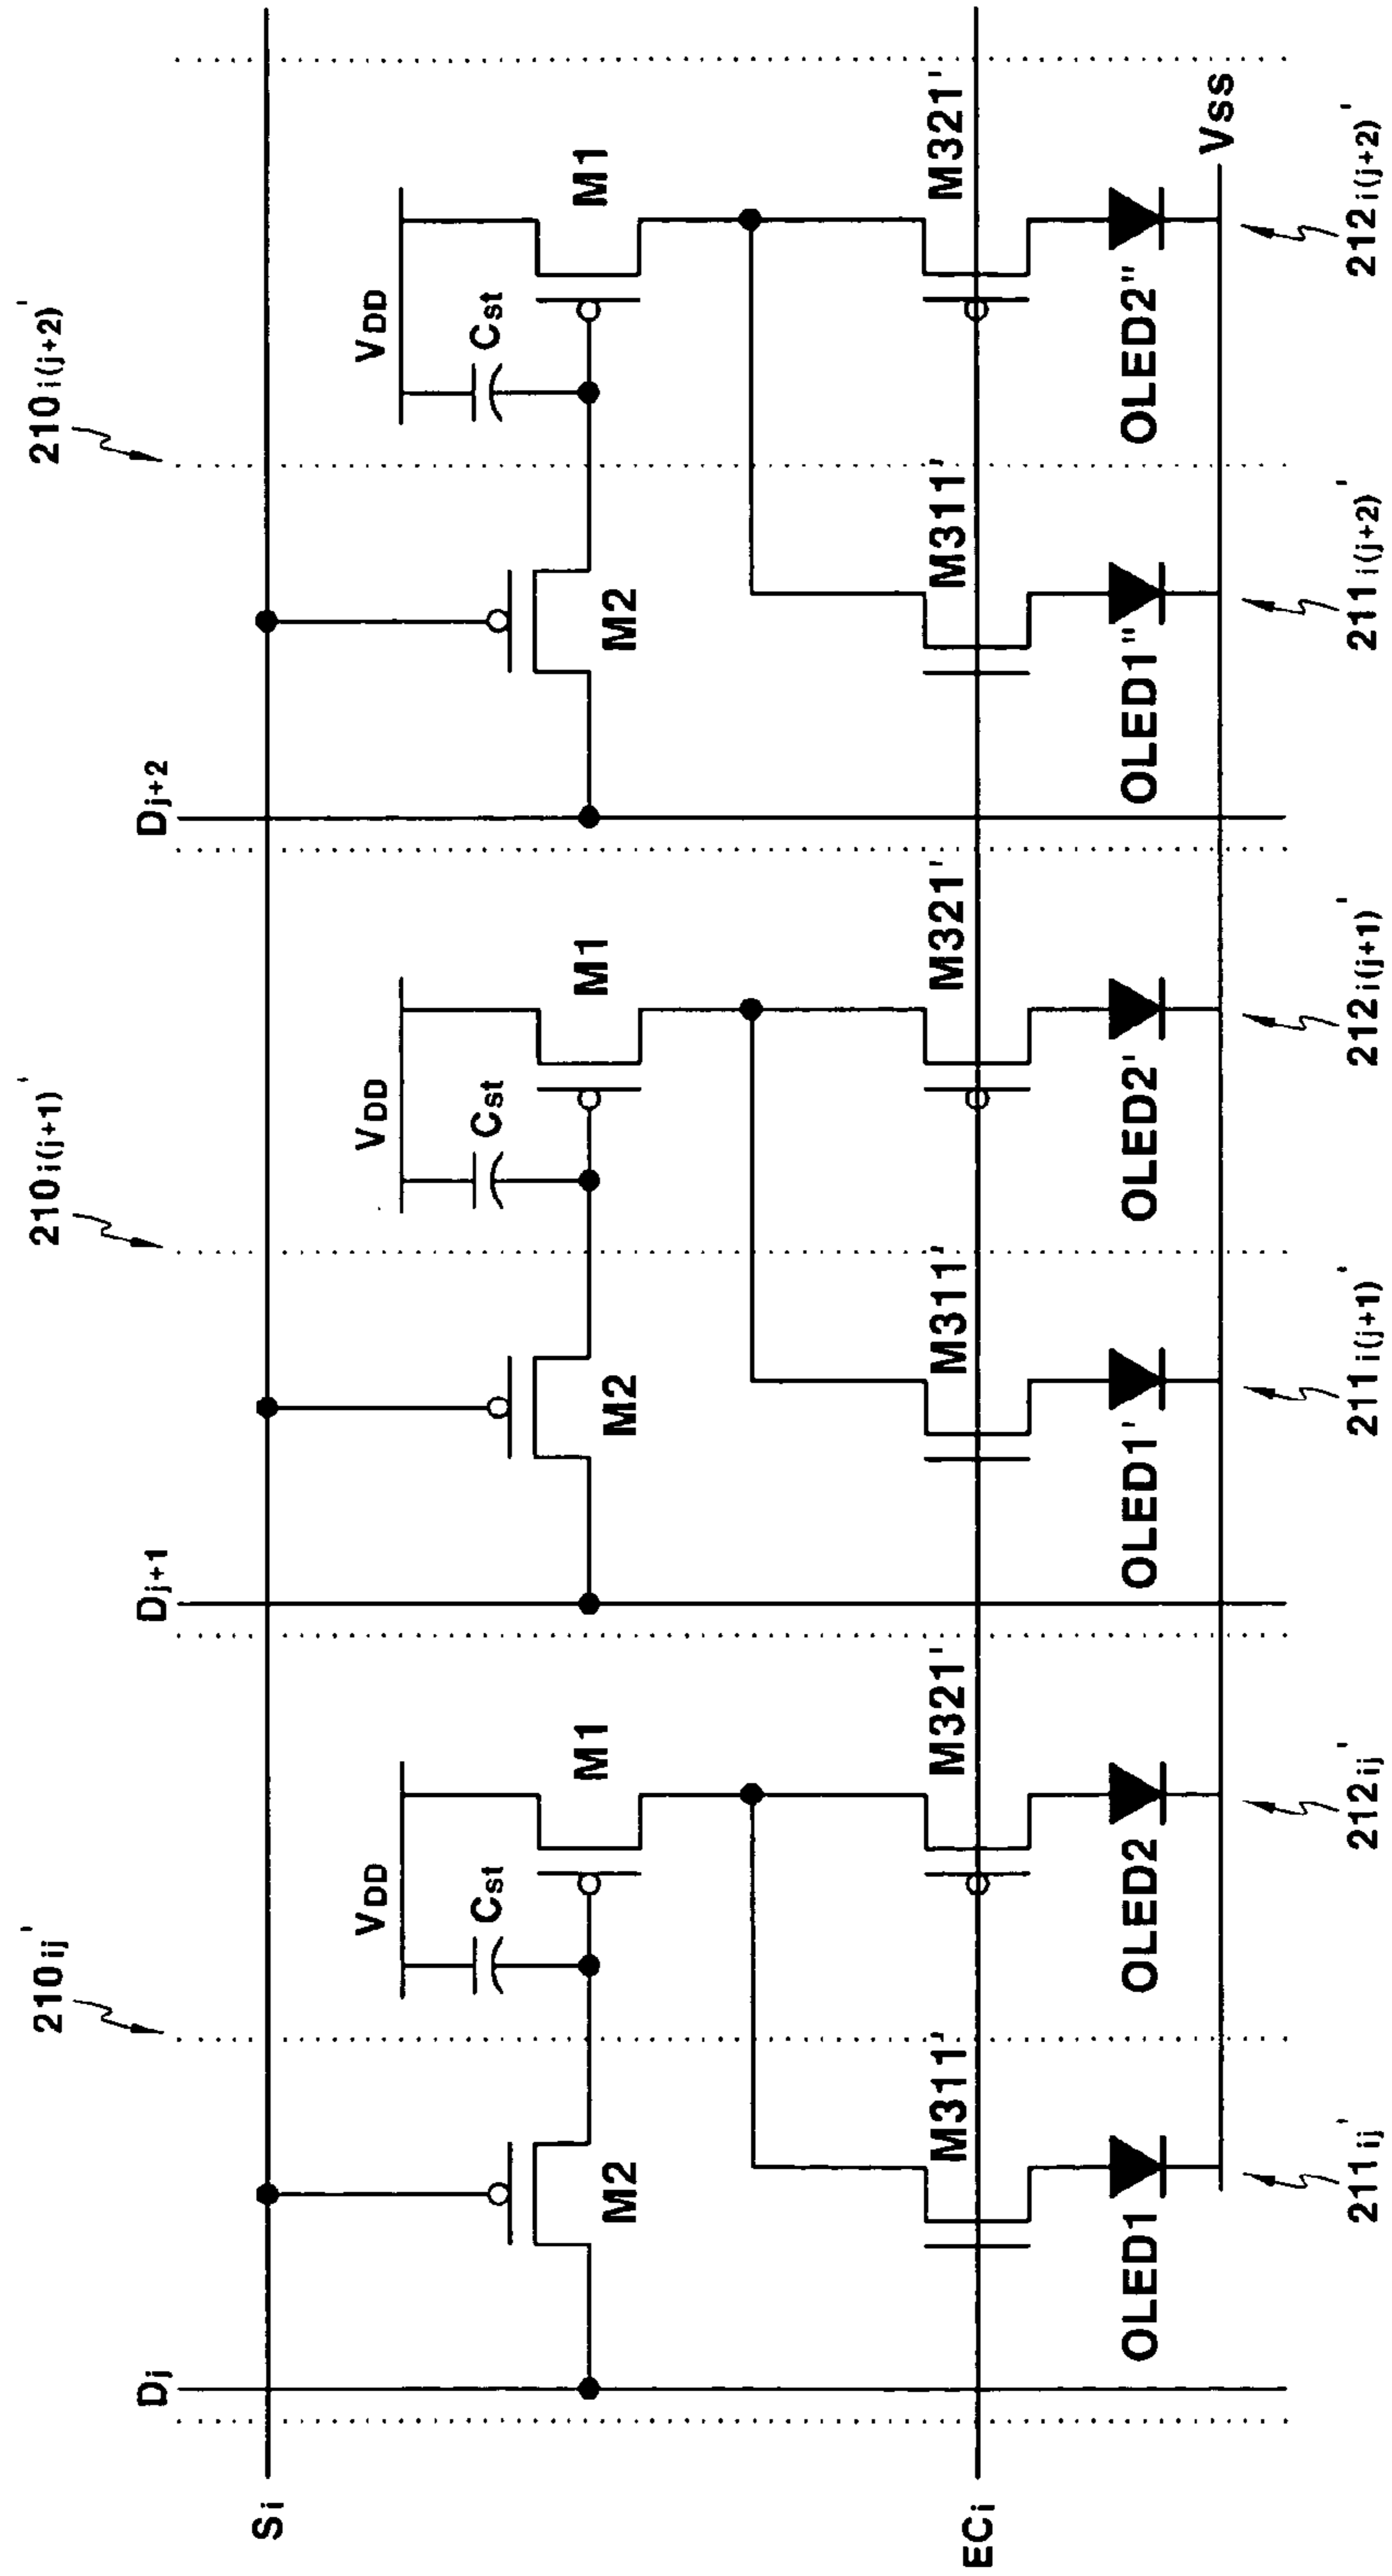 210ij' 210i(j+1)' 210i(j+2)'
Dj Dj+1 Dj+2
Si
VDD VDD VDD
Cst Cst Cst
M2 M1 M2 M1 M2 M1
M311' M321' M311' M321' M311' M321'
ECi
OLED1 OLED2 OLED1' OLED2' OLED1" OLED2"
Vss
211ij' 212ij' 211i(j+1)' 212i(j+1)' 211i(j+2)' 212i(j+2)'